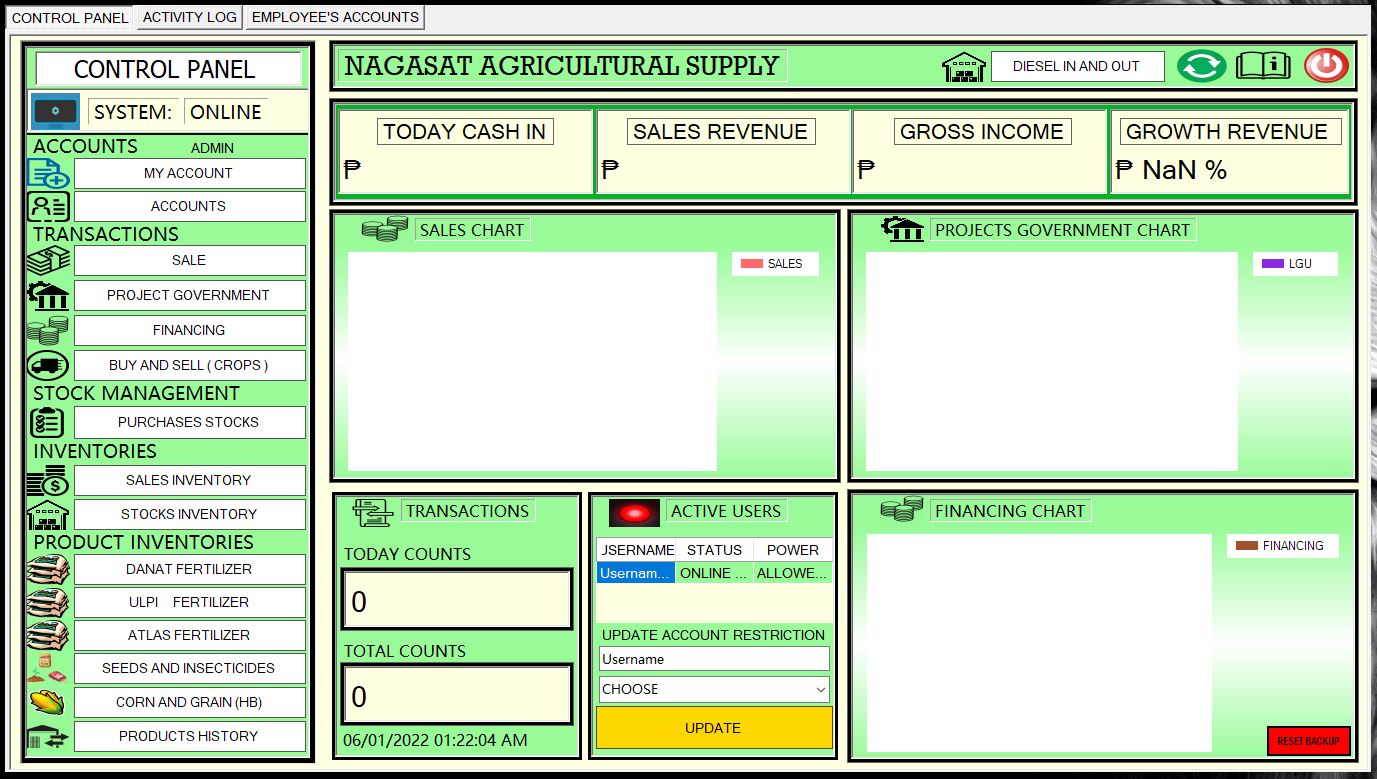 CONTROL PANEL
ACTIVITY LOG
EMPLOYEE'S ACCOUNTS
CONTROL PANEL
SYSTEM: ONLINE
ACCOUNTS ADMIN
MY ACCOUNT
ACCOUNTS
TRANSACTIONS
SALE
PROJECT GOVERNMENT
FINANCING
BUY AND SELL ( CROPS )
STOCK MANAGEMENT
PURCHASES STOCKS
INVENTORIES
SALES INVENTORY
STOCKS INVENTORY
PRODUCT INVENTORIES
DANAT FERTILIZER
ULPI FERTILIZER
ATLAS FERTILIZER
SEEDS AND INSECTICIDES
CORN AND GRAIN (HB)
PRODUCTS HISTORY
NAGASAT AGRICULTURAL SUPPLY
DIESEL IN AND OUT
TODAY CASH IN
₱
SALES REVENUE
₱
GROSS INCOME
₱
GROWTH REVENUE
₱ NaN %
SALES CHART
SALES
PROJECTS GOVERNMENT CHART
LGU
TRANSACTIONS
TODAY COUNTS
0
TOTAL COUNTS
0
06/01/2022 01:22:04 AM
ACTIVE USERS
JSERNAME STATUS POWER
Usernam... ONLINE ... ALLOWE...
UPDATE ACCOUNT RESTRICTION
Username
CHOOSE
UPDATE
FINANCING CHART
FINANCING
RESET BACKUP